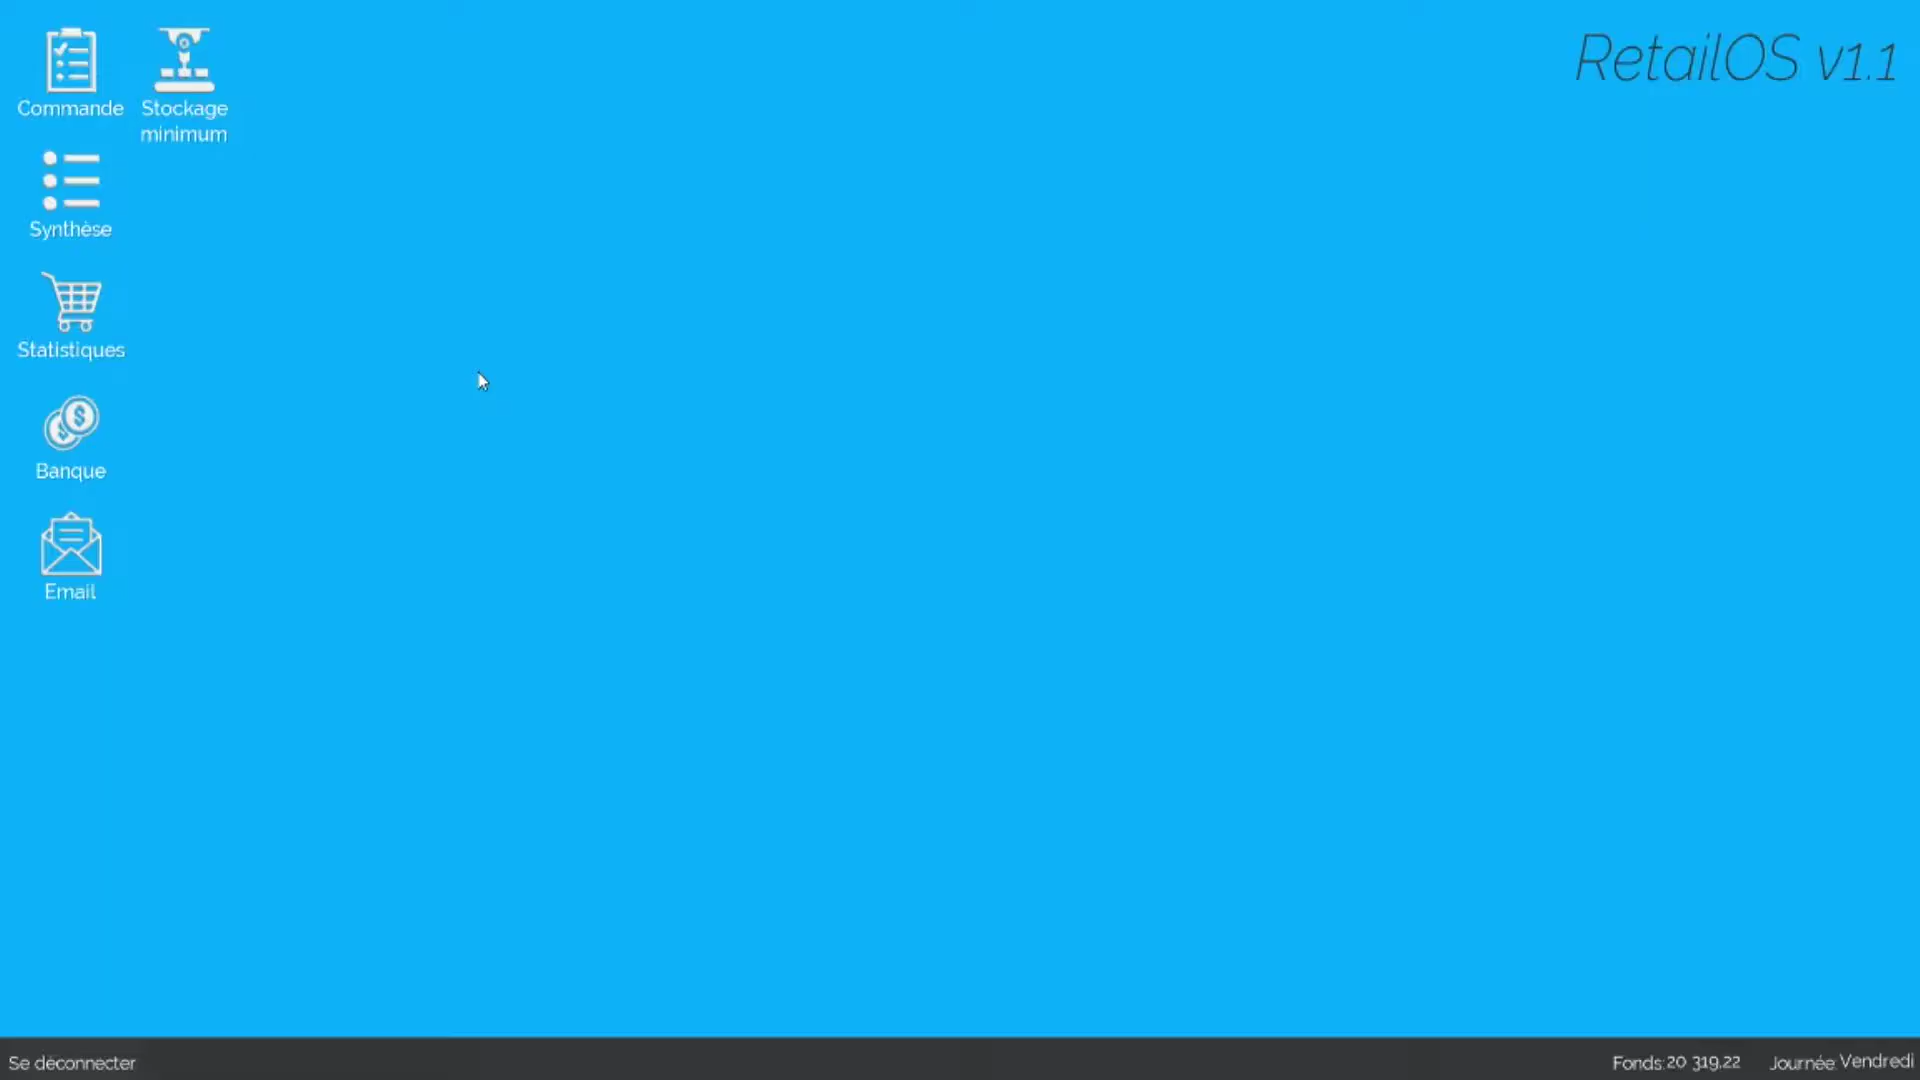 RetailOS v1.1
Commande
Stockage
minimum
Synthèse
Statistiques
Banque
Email
Se déconnecter
Fonds: 20 319,22
Journée: Vendredi